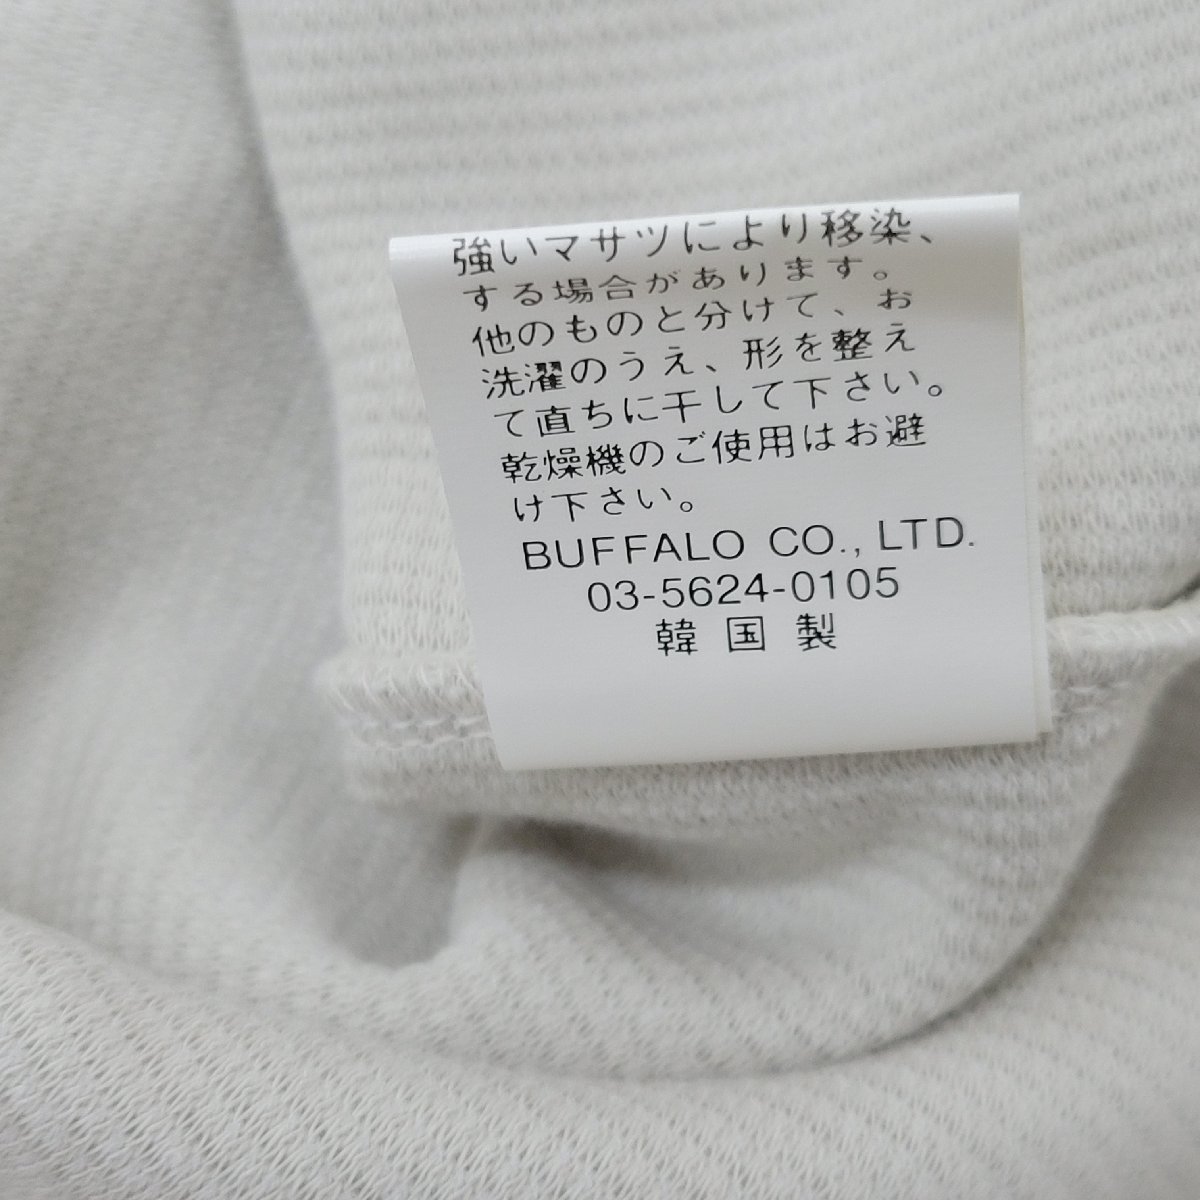 強いマサツにより移染、
する場合があります。
他のものと分けて、お
洗濯のうえ、形を整え
て直ちに干して下さい。
乾燥機のご使用はお避
け下さい。
BUFFALO CO., LTD.
03-5624-0105
韓国製